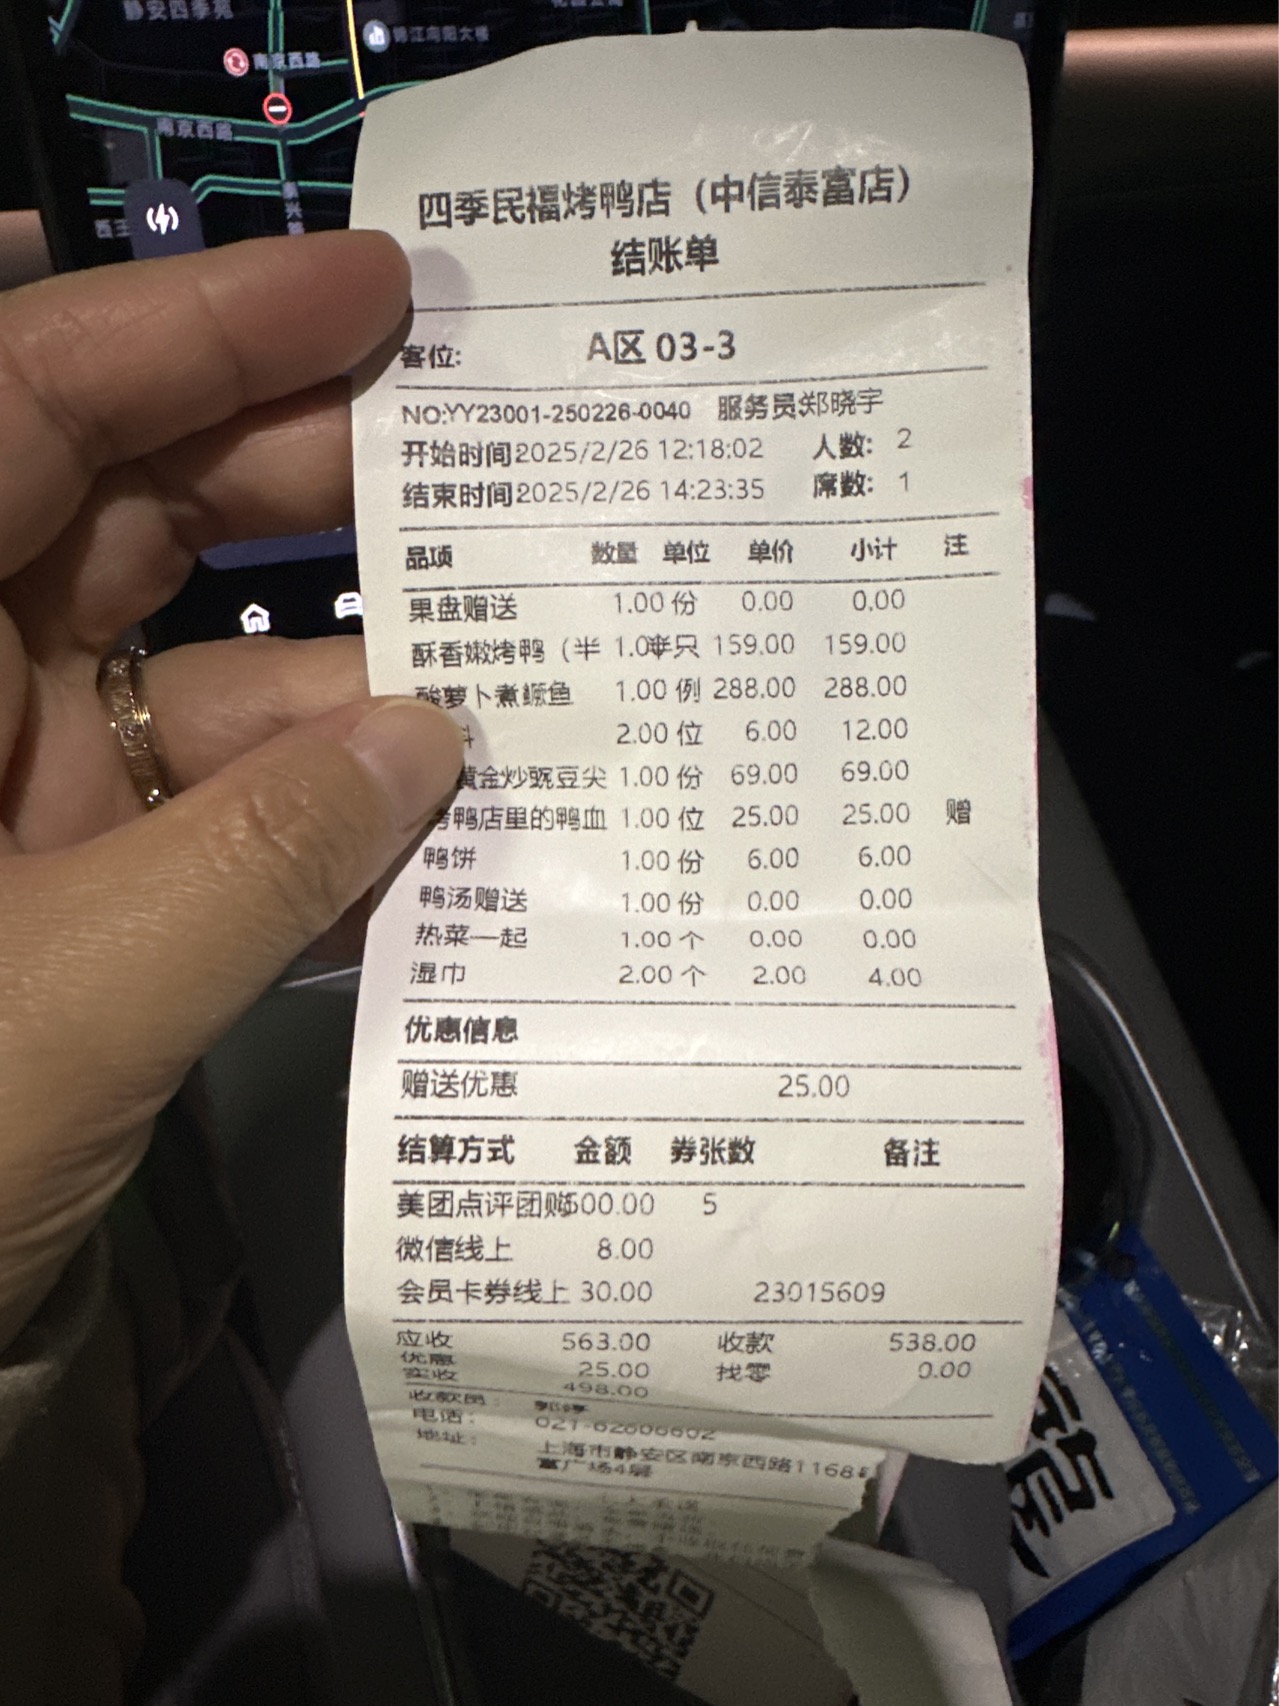 静安四季苑
锦江向阳大楼
南京西路
南京西路
四季民福烤鸭店（中信泰富店）
结账单
客位: A区 03-3
NO:YY23001-250226-0040 服务员:郑晓宇
开始时间2025/2/26 12:18:02 人数: 2
结束时间2025/2/26 14:23:35 席数: 1
品项 数量 单位 单价 小计 注
果盘赠送 1.00 份 0.00 0.00
酥香嫩烤鸭（半 1.00 半只 159.00 159.00
酸萝卜煮鳜鱼 1.00 例 288.00 288.00
料 2.00 位 6.00 12.00
黄金炒豌豆尖 1.00 份 69.00 69.00
烤鸭店里的鸭血 1.00 位 25.00 25.00 赠
鸭饼 1.00 份 6.00 6.00
鸭汤赠送 1.00 份 0.00 0.00
热菜一起 1.00 个 0.00 0.00
湿巾 2.00 个 2.00 4.00
优惠信息
赠送优惠 25.00
结算方式 金额 券张数 备注
美团点评团购500.00 5
微信线上 8.00
会员卡券线上 30.00 23015609
应收 563.00 收款 538.00
优惠 25.00 找零 0.00
实收 498.00
收款员: 郭婷
电话: 021-62606602
地址: 上海市静安区南京西路1168
富广场4层